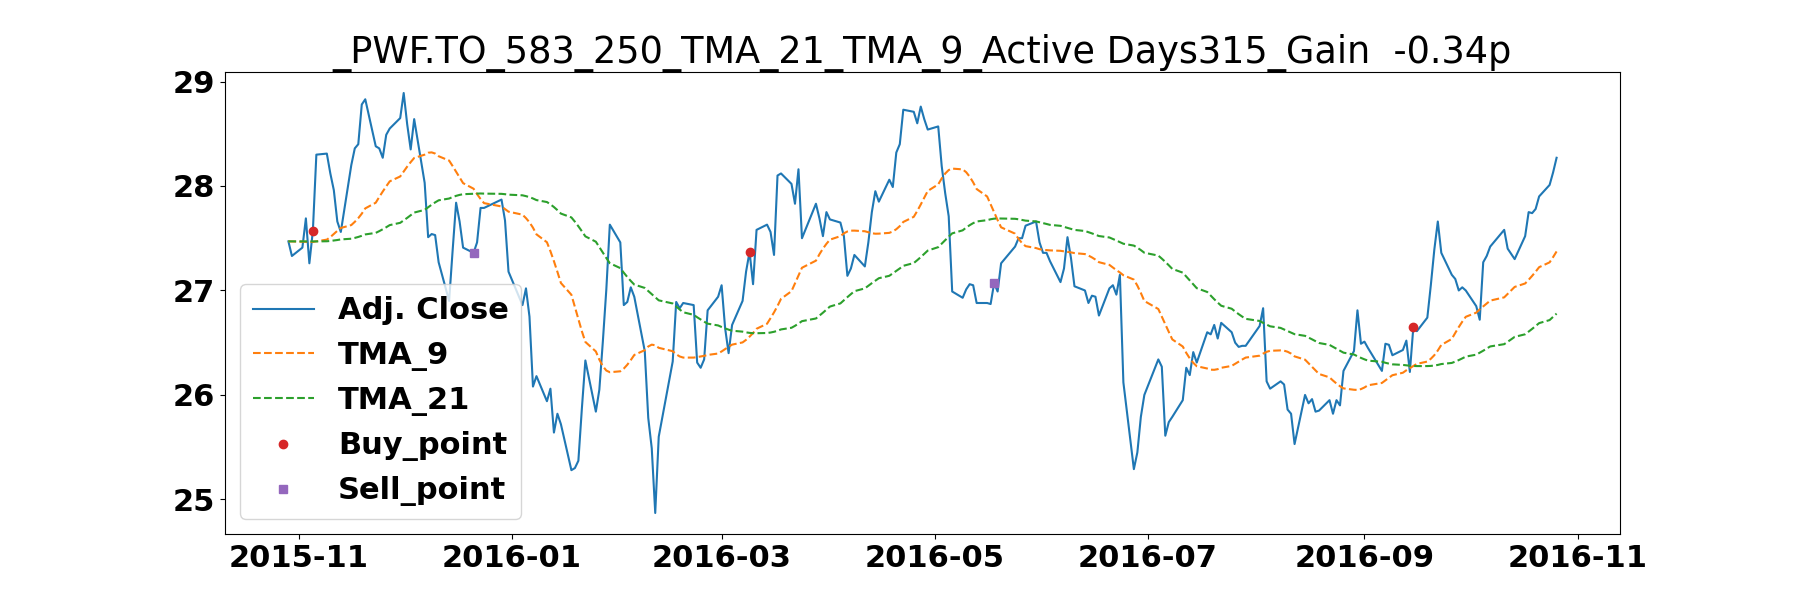 _PWF.TO_583_250_TMA_21_TMA_9_Active Days315_Gain  -0.34p
29
28
27
26
25
Adj. Close
TMA_9
TMA_21
Buy_point
Sell_point
2015-11 2016-01 2016-03 2016-05 2016-07 2016-09 2016-11